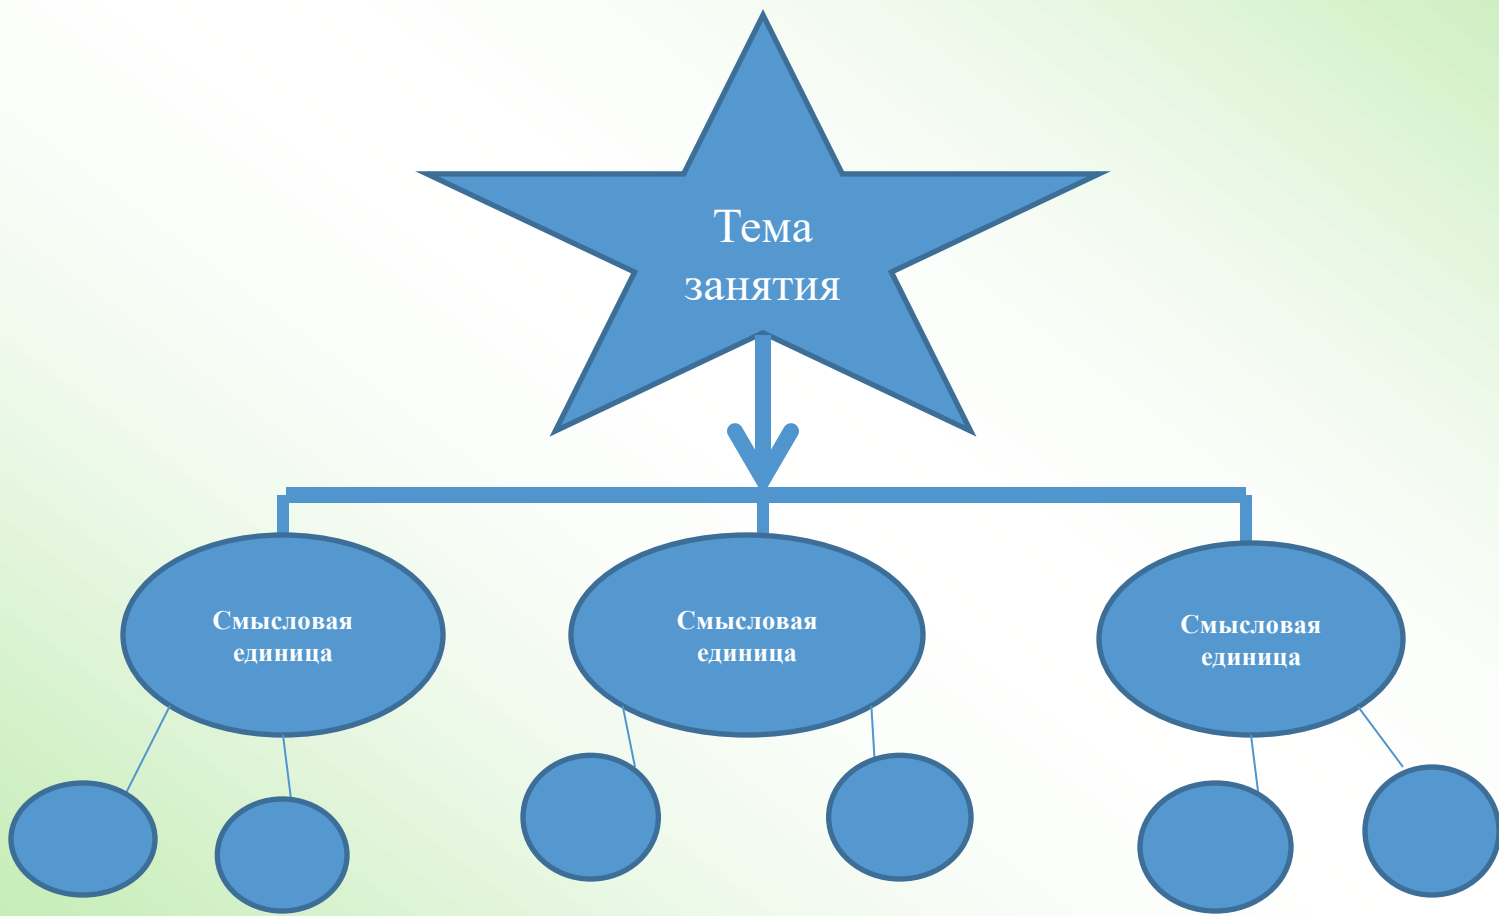 Тема
занятия
Смысловая
единица
Смысловая
единица
Смысловая
единица